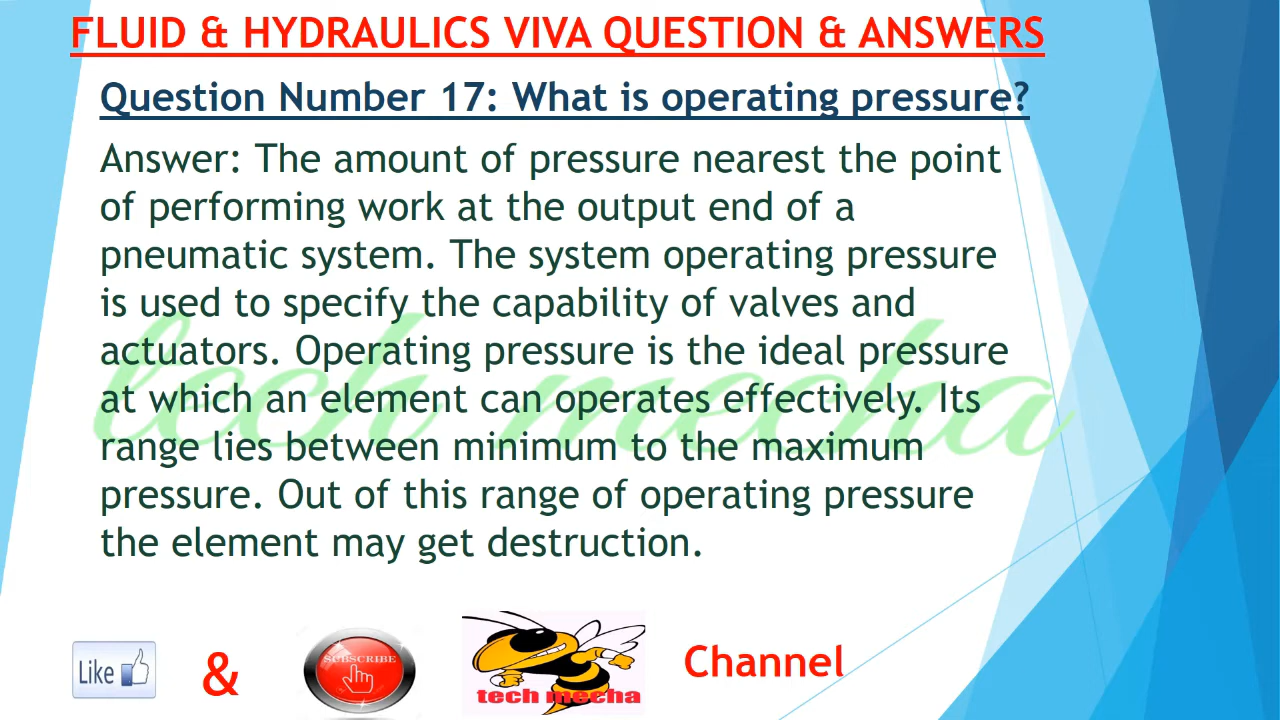 FLUID & HYDRAULICS VIVA QUESTION & ANSWERS
Question Number 17: What is operating pressure?
Answer: The amount of pressure nearest the point
of performing work at the output end of a
pneumatic system. The system operating pressure
is used to specify the capability of valves and
actuators. Operating pressure is the ideal pressure
at which an element can operates effectively. Its
range lies between minimum to the maximum
pressure. Out of this range of operating pressure
the element may get destruction.
tech mecha
Like & SUBSCRIBE tech mecha Channel